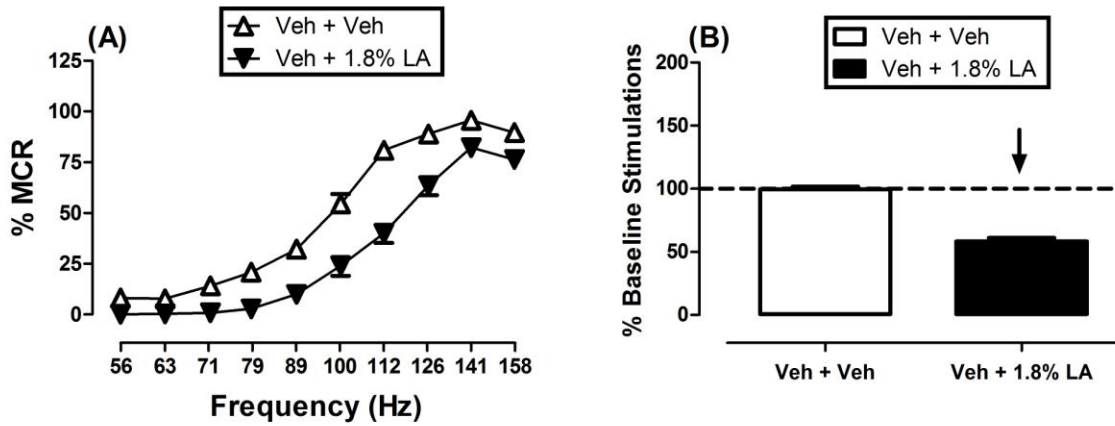 (A)
Veh + Veh
Veh + 1.8% LA
125
100
75
50
25
0
% MCR
56 63 71 79 89 100 112 126 141 158
Frequency (Hz)
(B)
Veh + Veh
Veh + 1.8% LA
200
150
100
50
0
% Baseline Stimulations
Veh + Veh Veh + 1.8% LA